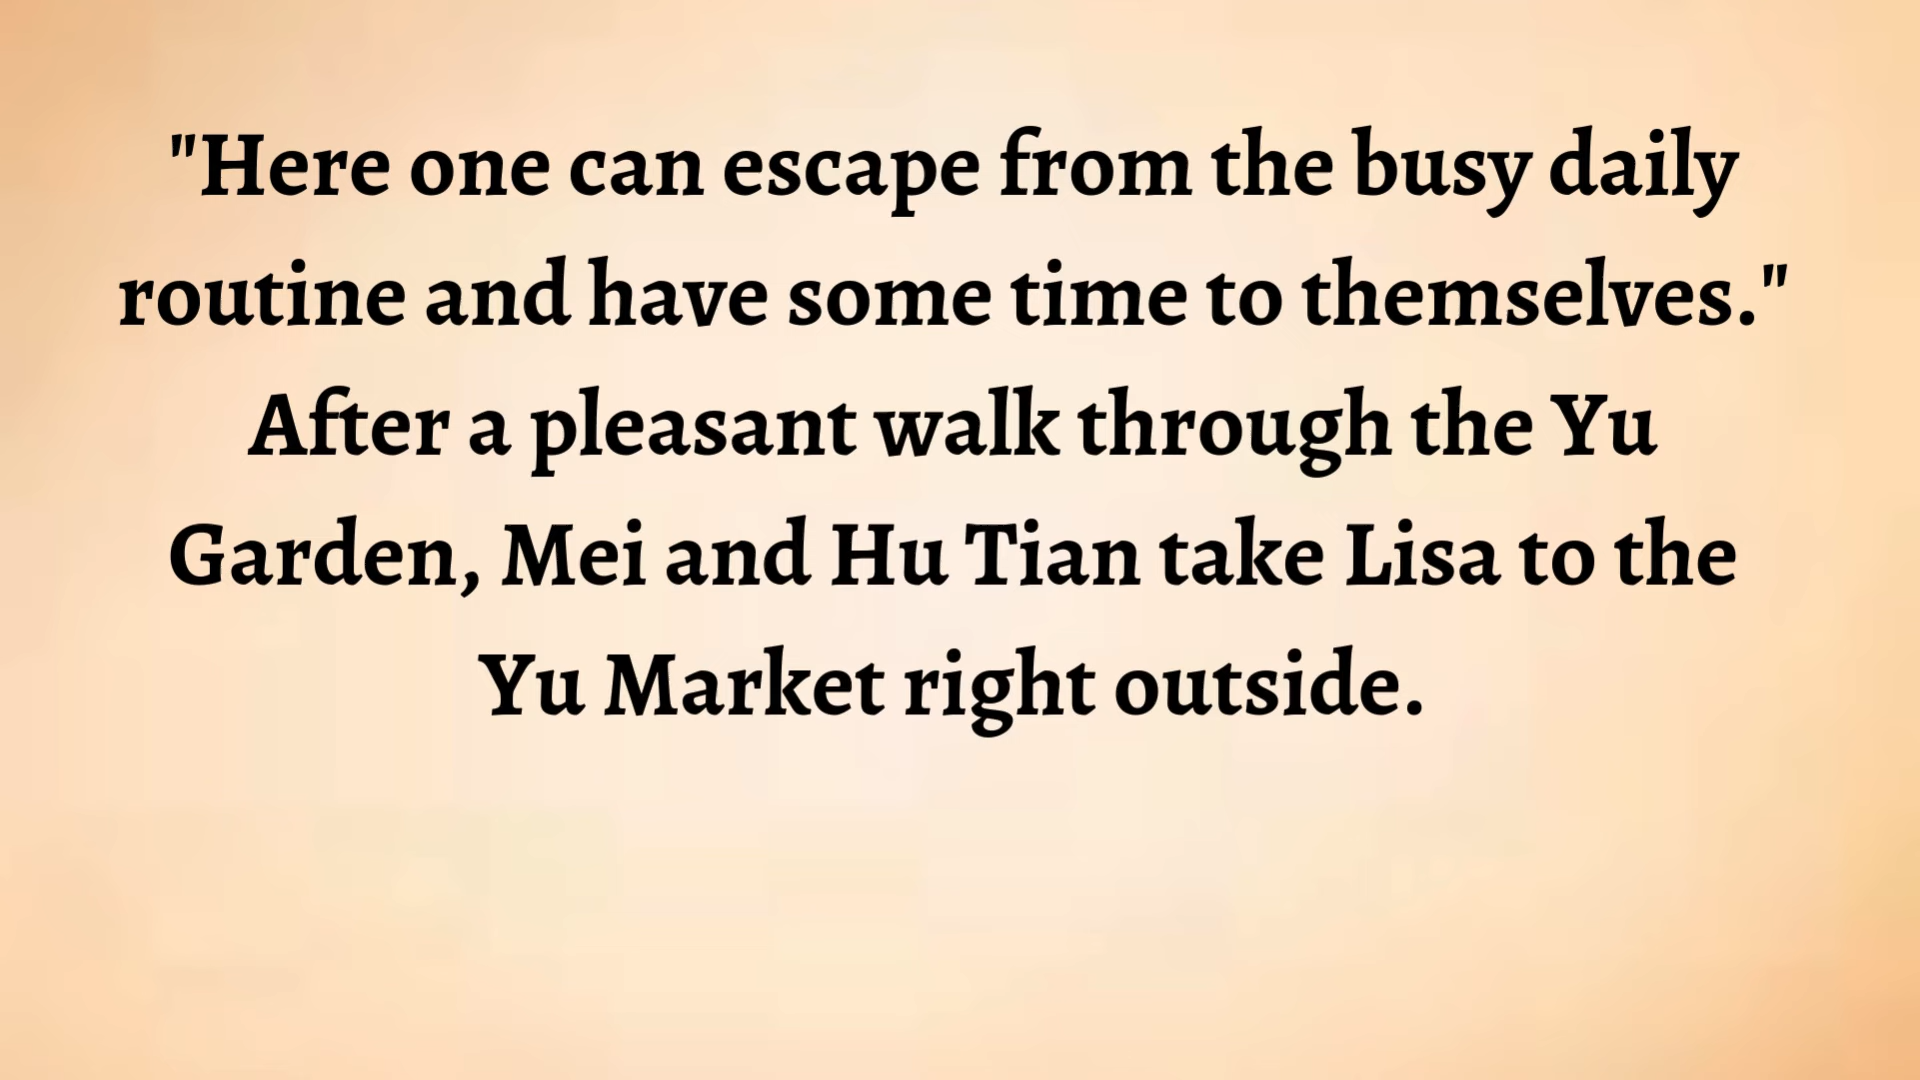 "Here one can escape from the busy daily
routine and have some time to themselves."
After a pleasant walk through the Yu
Garden, Mei and Hu Tian take Lisa to the
Yu Market right outside.